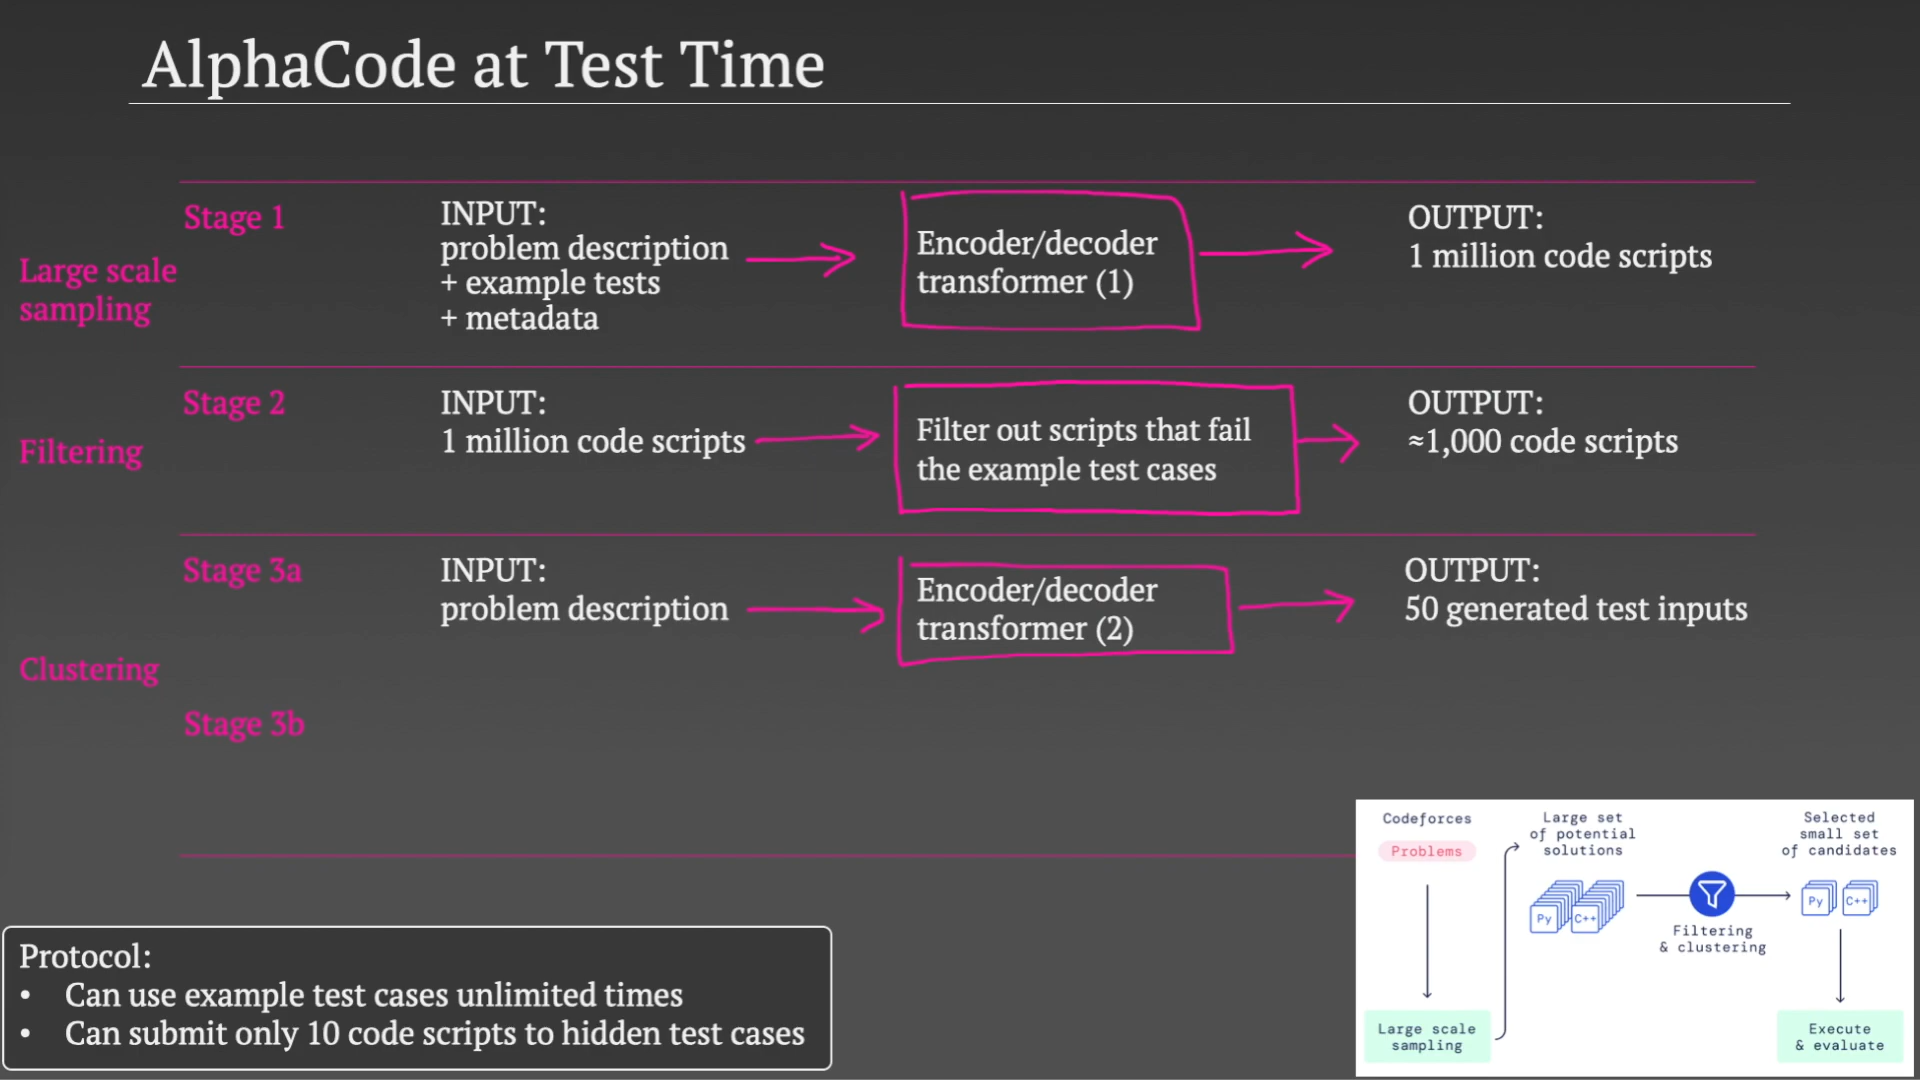 AlphaCode at Test Time
Large scale
sampling
Stage 1
INPUT:
problem description
+ example tests
+ metadata
Encoder/decoder
transformer (1)
OUTPUT:
1 million code scripts
Filtering
Stage 2
INPUT:
1 million code scripts
Filter out scripts that fail
the example test cases
OUTPUT:
≈1,000 code scripts
Clustering
Stage 3a
INPUT:
problem description
Encoder/decoder
transformer (2)
OUTPUT:
50 generated test inputs
Stage 3b
Protocol:
• Can use example test cases unlimited times
• Can submit only 10 code scripts to hidden test cases
Codeforces
Problems
Large scale
sampling
Large set
of potential
solutions
Py C++
Filtering
& clustering
Selected
small set
of candidates
Py C++
Execute
& evaluate